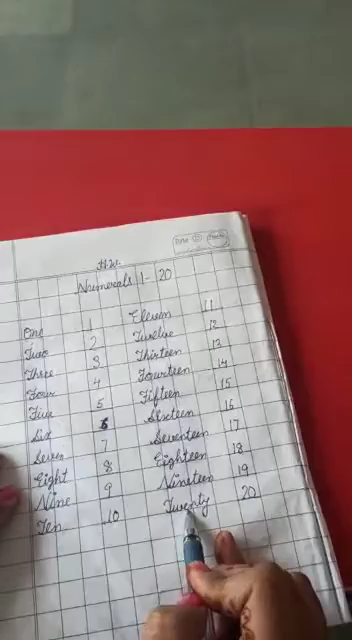 H.W.
Numerals 1 - 20
One 1 Eleven 11
Two 2 Twelve 12
Three 3 Thirteen 13
Four 4 Fourteen 14
Five 5 Fifteen 15
Six 6 Sixteen 16
Seven 7 Seventeen 17
Eight 8 Eighteen 18
Nine 9 Nineteen 19
Ten 10 Twenty 20